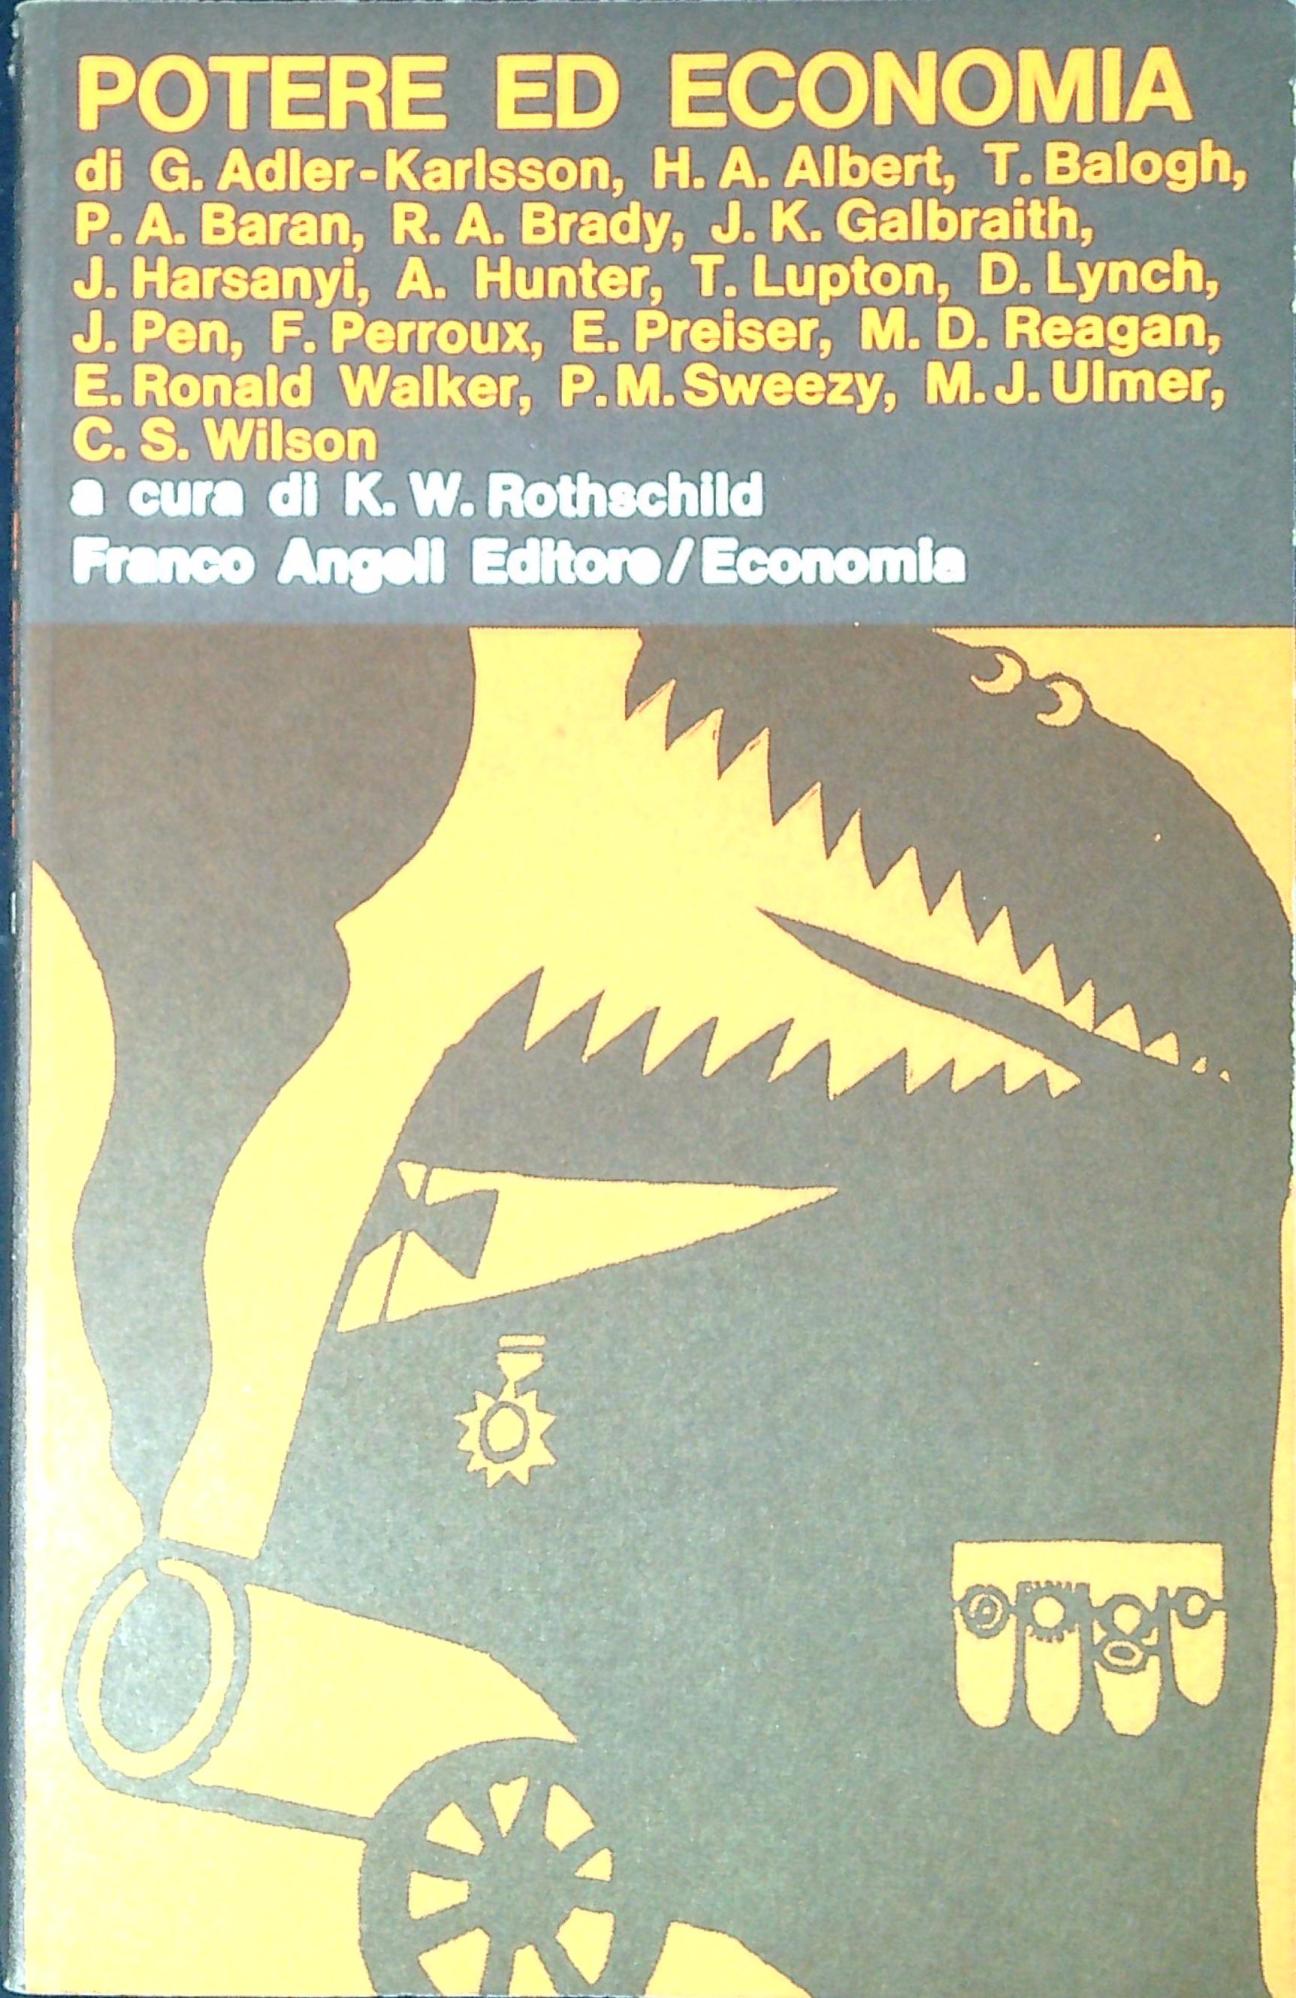 POTERE ED ECONOMIA
di G. Adler-Karlsson, H. A. Albert, T. Balogh,
P. A. Baran, R. A. Brady, J. K. Galbraith,
J. Harsanyi, A. Hunter, T. Lupton, D. Lynch,
J. Pen, F. Perroux, E. Preiser, M. D. Reagan,
E. Ronald Walker, P. M. Sweezy, M. J. Ulmer,
C. S. Wilson
a cura di K. W. Rothschild
Franco Angeli Editore/Economia